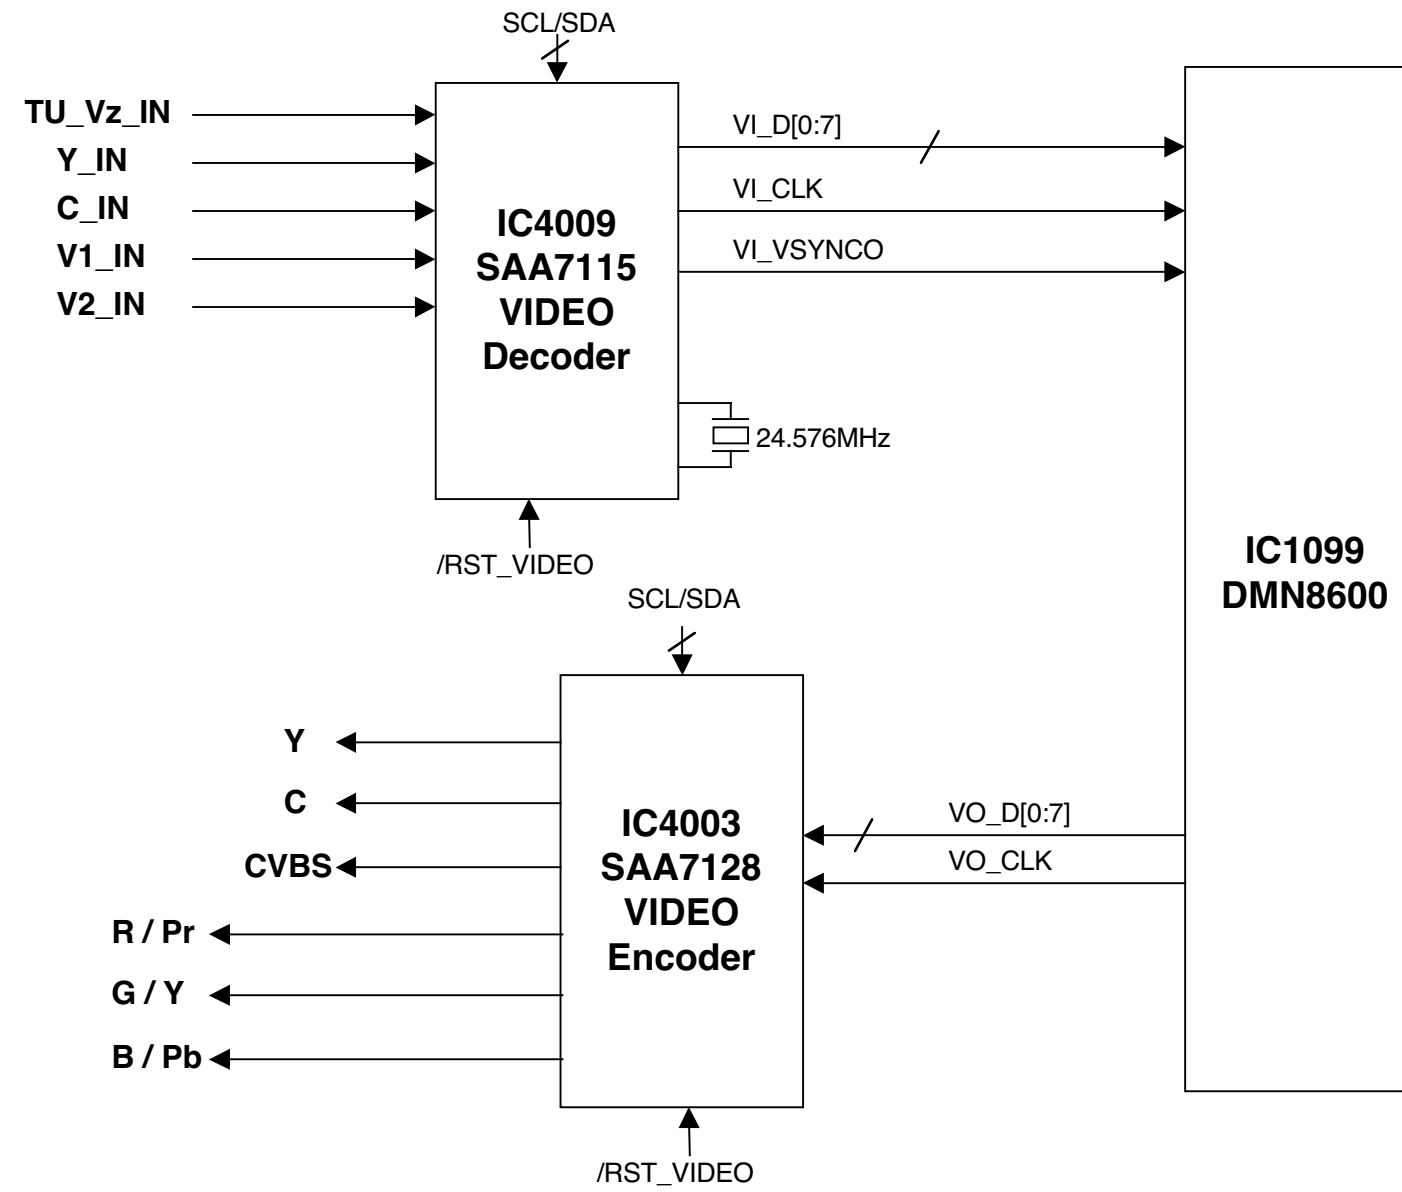 SCL/SDA
TU_Vz_IN
Y_IN
C_IN
V1_IN
V2_IN
IC4009
SAA7115
VIDEO
Decoder
VI_D[0:7]
VI_CLK
VI_VSYNCO
24.576MHz
/RST_VIDEO
IC1099
DMN8600
SCL/SDA
Y
C
CVBS
R / Pr
G / Y
B / Pb
IC4003
SAA7128
VIDEO
Encoder
VO_D[0:7]
VO_CLK
/RST_VIDEO